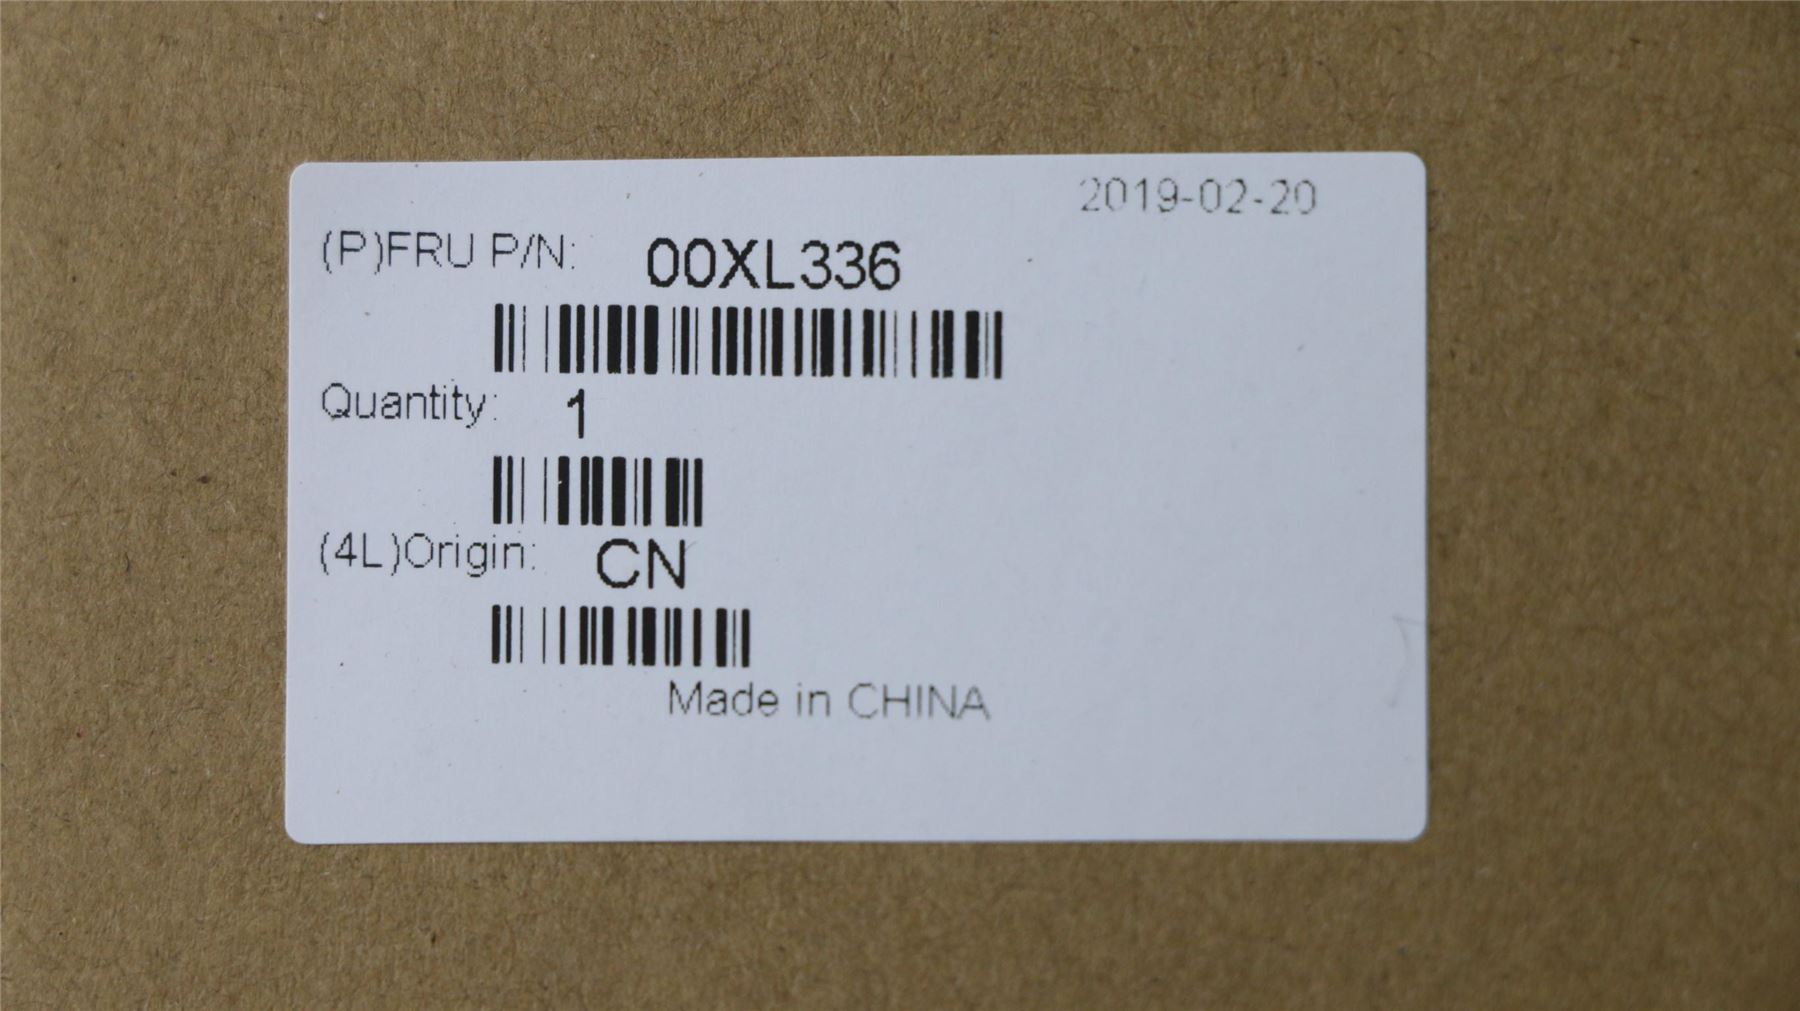 2019-02-20
(P)FRU P/N: 00XL336
Quantity: 1
(4L)Origin: CN
Made in CHINA